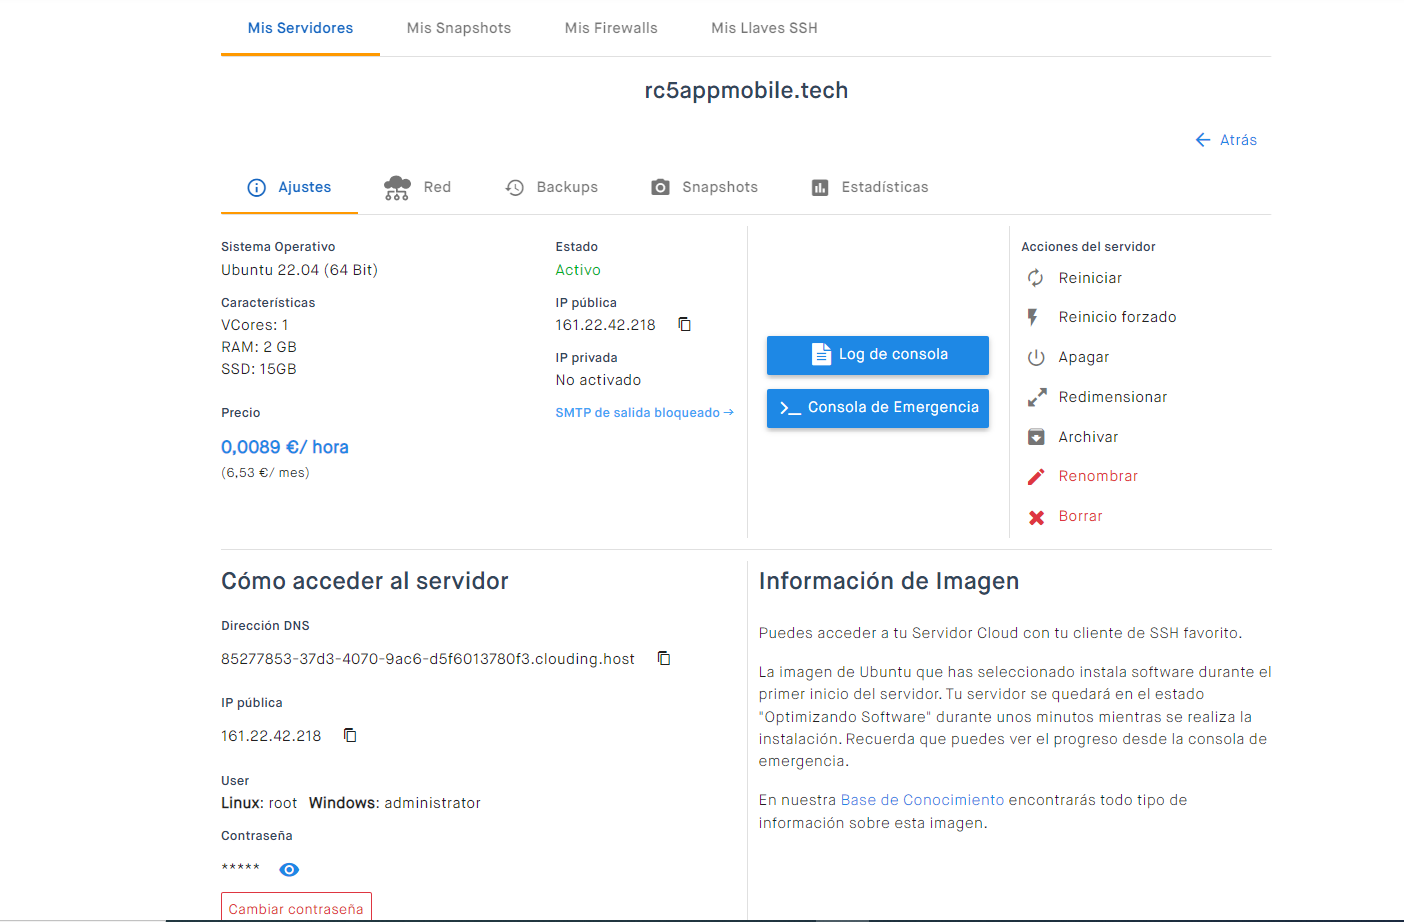 Mis Servidores
Mis Snapshots
Mis Firewalls
Mis Llaves SSH
rc5appmobile.tech
Atrás
Ajustes
Red
Backups
Snapshots
Estadísticas
Sistema Operativo
Ubuntu 22.04 (64 Bit)
Características
VCores: 1
RAM: 2 GB
SSD: 15GB
Precio
0,0089 €/ hora
(6,53 €/ mes)
Estado
Activo
IP pública
161.22.42.218
IP privada
No activado
SMTP de salida bloqueado →
Log de consola
Consola de Emergencia
Acciones del servidor
Reiniciar
Reinicio forzado
Apagar
Redimensionar
Archivar
Renombrar
Borrar
Cómo acceder al servidor
Dirección DNS
85277853-37d3-4070-9ac6-d5f6013780f3.clouding.host
IP pública
161.22.42.218
User
Linux: root Windows: administrator
Contraseña
*****
Cambiar contraseña
Información de Imagen
Puedes acceder a tu Servidor Cloud con tu cliente de SSH favorito.
La imagen de Ubuntu que has seleccionado instala software durante el
primer inicio del servidor. Tu servidor se quedará en el estado
"Optimizando Software" durante unos minutos mientras se realiza la
instalación. Recuerda que puedes ver el progreso desde la consola de
emergencia.
En nuestra Base de Conocimiento encontrarás todo tipo de
información sobre esta imagen.